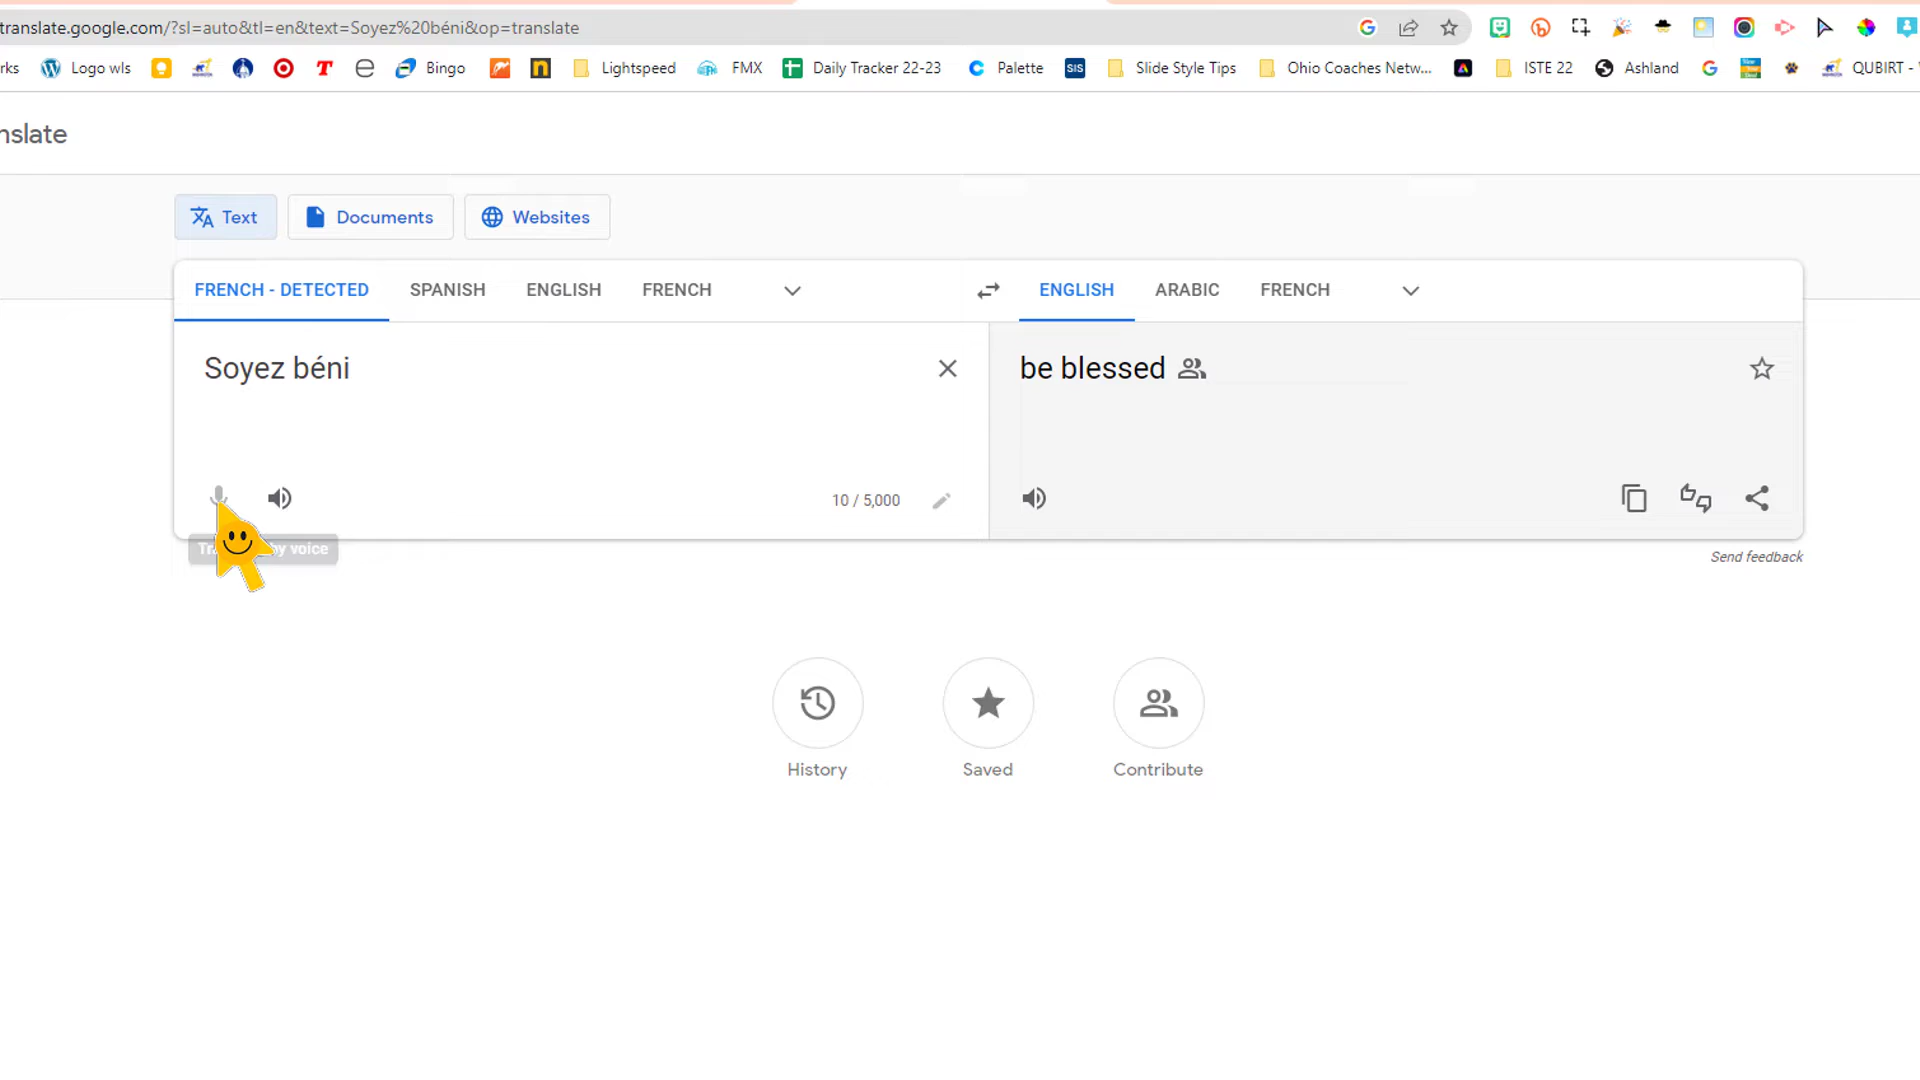 translate.google.com/?sl=auto&tl=en&text=Soyez%20béni&op=translate
rks Logo wls Bingo Lightspeed FMX Daily Tracker 22-23 Palette SIS Slide Style Tips Ohio Coaches Netw... ISTE 22 Ashland QUBIRT -
nslate
Text Documents Websites
FRENCH - DETECTED SPANISH ENGLISH FRENCH ENGLISH ARABIC FRENCH
Soyez béni be blessed
10 / 5,000
by voice
Send feedback
History Saved Contribute